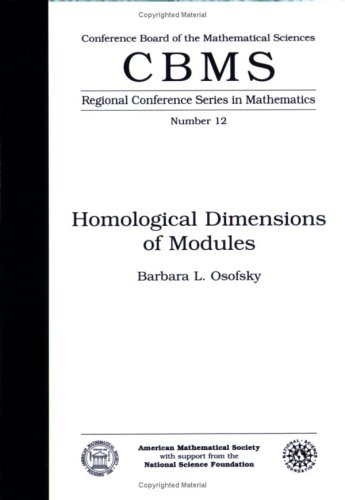 [Copyrighted Material]
Conference Board of the Mathematical Sciences
CBMS
Regional Conference Series in Mathematics
Number 12
Homological Dimensions
of Modules
Barbara L. Osofsky
American Mathematical Society
with support from the
National Science Foundation
[Copyrighted Material]